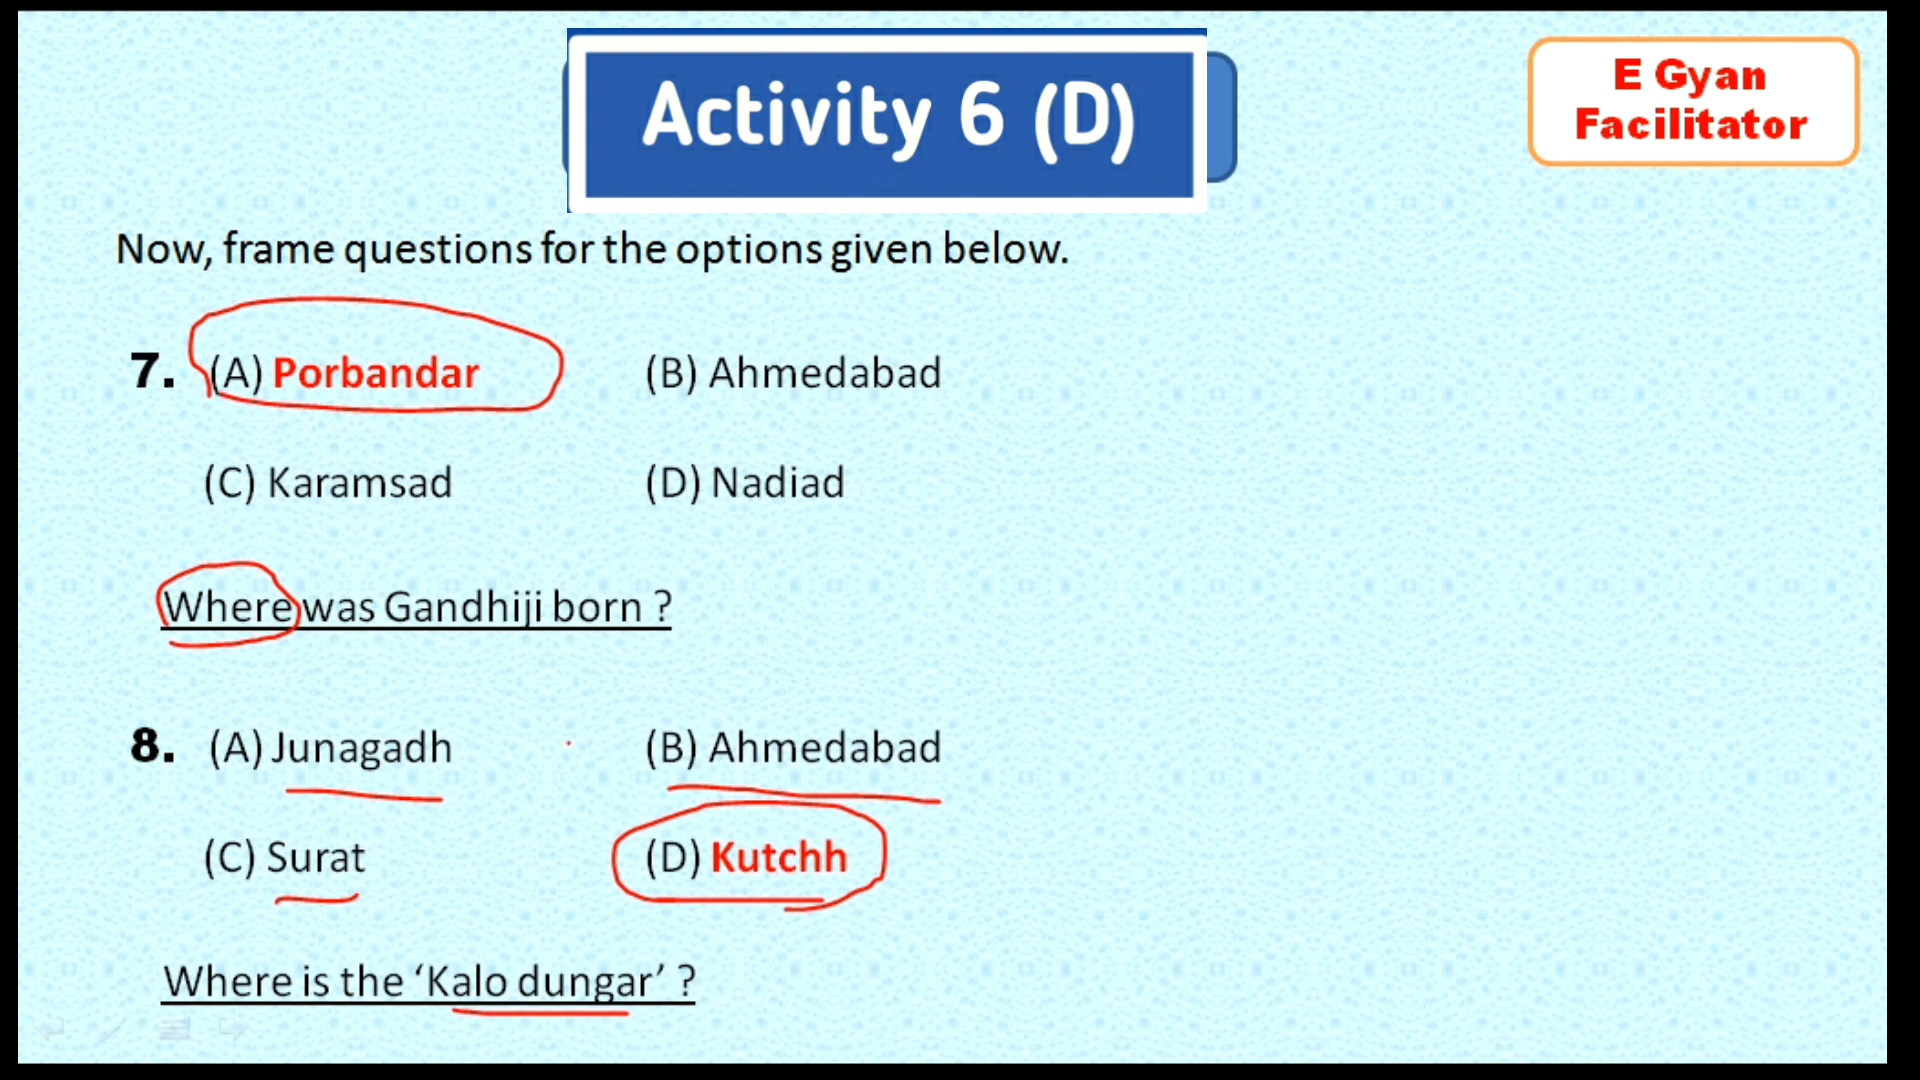 Activity 6 (D)
E Gyan
Facilitator
Now, frame questions for the options given below.
7. (A) Porbandar (B) Ahmedabad
(C) Karamsad (D) Nadiad
Where was Gandhiji born ?
8. (A) Junagadh (B) Ahmedabad
(C) Surat (D) Kutchh
Where is the ‘Kalo dungar’ ?